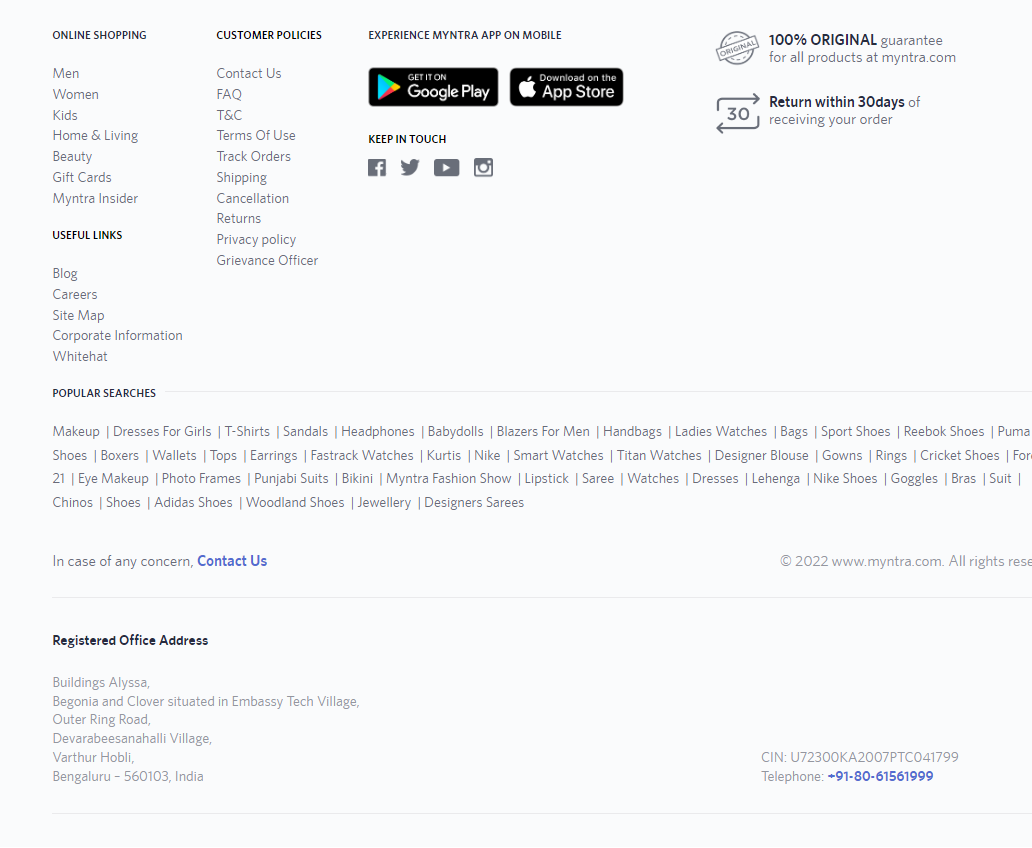 ONLINE SHOPPING
Men
Women
Kids
Home & Living
Beauty
Gift Cards
Myntra Insider
USEFUL LINKS
Blog
Careers
Site Map
Corporate Information
Whitehat
CUSTOMER POLICIES
Contact Us
FAQ
T&C
Terms Of Use
Track Orders
Shipping
Cancellation
Returns
Privacy policy
Grievance Officer
EXPERIENCE MYNTRA APP ON MOBILE
GET IT ON
Google Play
Download on the
App Store
KEEP IN TOUCH
ORIGINAL
100% ORIGINAL guarantee
for all products at myntra.com
30
Return within 30days of
receiving your order
POPULAR SEARCHES
Makeup | Dresses For Girls | T-Shirts | Sandals | Headphones | Babydolls | Blazers For Men | Handbags | Ladies Watches | Bags | Sport Shoes | Reebok Shoes | Puma
Shoes | Boxers | Wallets | Tops | Earrings | Fastrack Watches | Kurtis | Nike | Smart Watches | Titan Watches | Designer Blouse | Gowns | Rings | Cricket Shoes |
21 | Eye Makeup | Photo Frames | Punjabi Suits | Bikini | Myntra Fashion Show | Lipstick | Saree | Watches | Dresses | Lehenga | Nike Shoes | Goggles | Bras | Suit |
Chinos | Shoes | Adidas Shoes | Woodland Shoes | Jewellery | Designers Sarees
In case of any concern, Contact Us
© 2022 www.myntra.com. All rights
Registered Office Address
Buildings Alyssa,
Begonia and Clover situated in Embassy Tech Village,
Outer Ring Road,
Devarabeesanahalli Village,
Varthur Hobli,
Bengaluru – 560103, India
CIN: U72300KA2007PTC041799
Telephone: +91-80-61561999